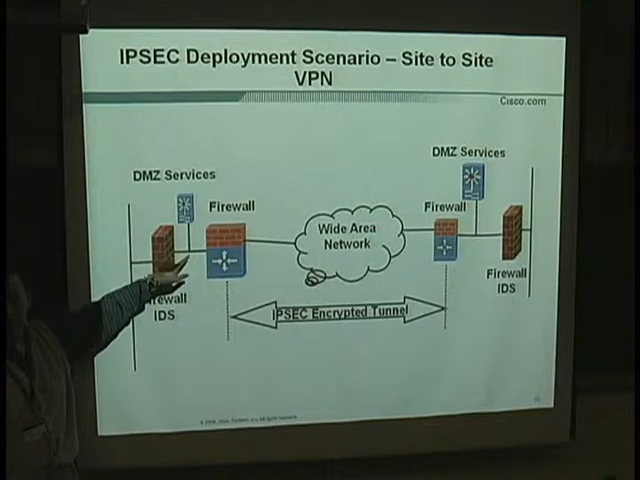 IPSEC Deployment Scenario – Site to Site
VPN
Cisco.com
DMZ Services
DMZ Services
Firewall
Firewall
Wide Area
Network
Firewall
IDS
Firewall
IDS
IPSEC Encrypted Tunnel